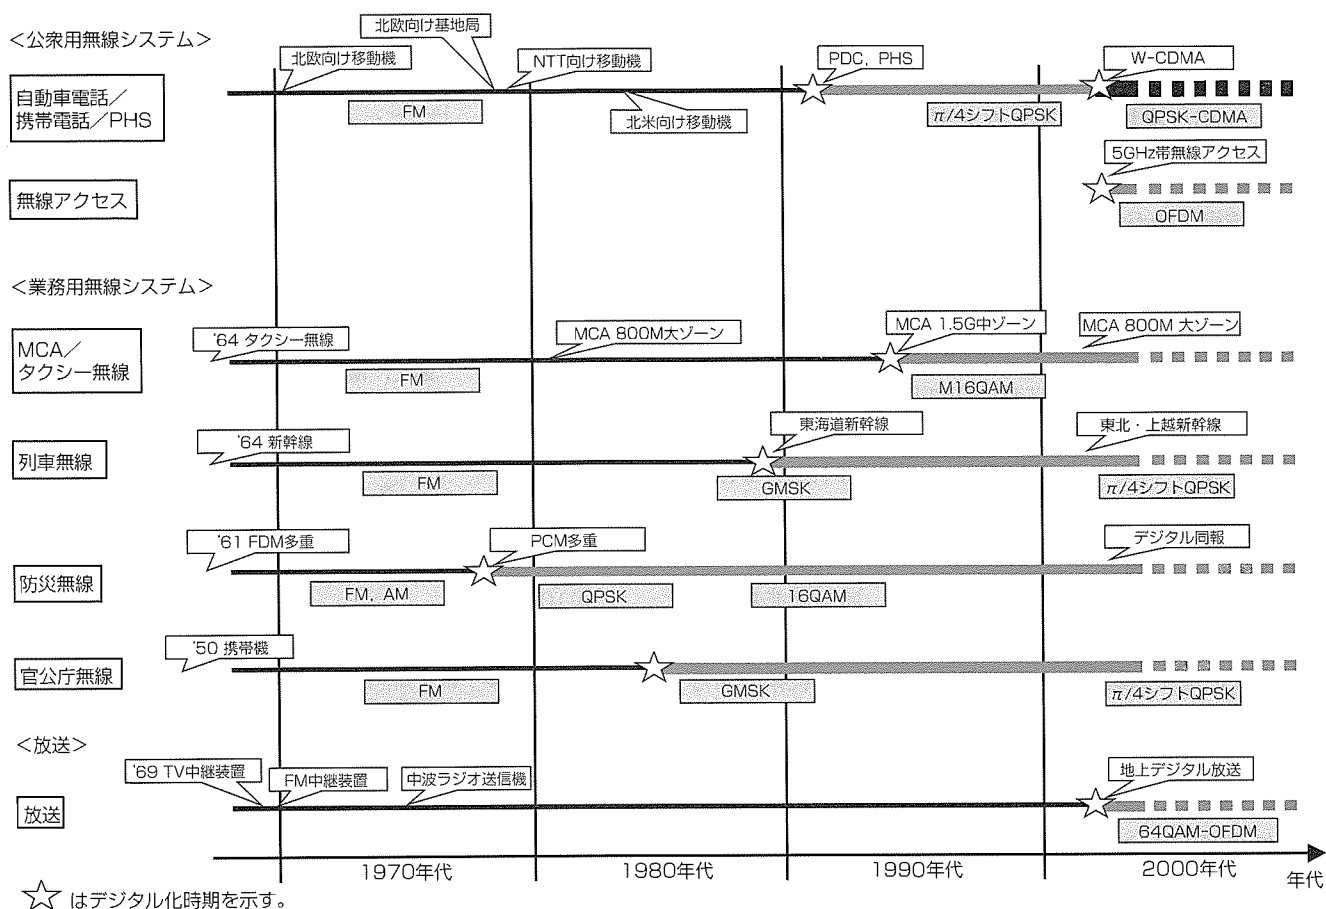 <公衆用無線システム>
北欧向け基地局
北欧向け移動機
NTT向け移動機
PDC, PHS
W-CDMA
自動車電話/
携帯電話/PHS
FM
北米向け移動機
π/4シフトQPSK
QPSK-CDMA
5GHz帯無線アクセス
無線アクセス
OFDM
<業務用無線システム>
MCA/
タクシー無線
'64 タクシー無線
MCA 800M大ゾーン
MCA 1.5G中ゾーン
MCA 800M 大ゾーン
FM
M16QAM
列車無線
'64 新幹線
東海道新幹線
東北・上越新幹線
FM
GMSK
π/4シフトQPSK
防災無線
'61 FDM多重
PCM多重
デジタル同報
FM, AM
QPSK
16QAM
官公庁無線
'50 携帯機
FM
GMSK
π/4シフトQPSK
<放送>
'69 TV中継装置
FM中継装置
中波ラジオ送信機
地上デジタル放送
放送
64QAM-OFDM
1970年代
1980年代
1990年代
2000年代
年代
☆はデジタル化時期を示す。